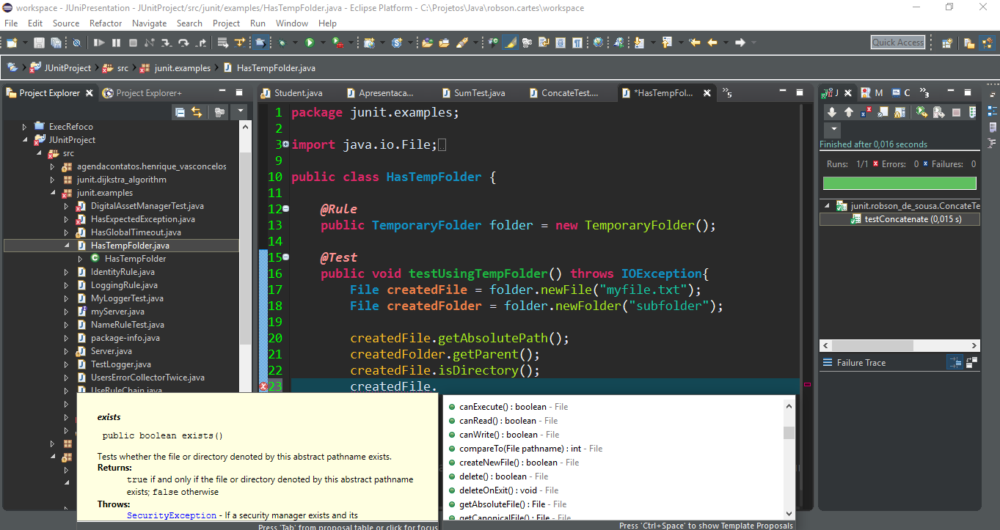 workspace - JUniPresentation - JUnitProject/src/junit/examples/HasTempFolder.java - Eclipse Platform - C:\Projetos\Java\robson.cartes\workspace
File Edit Source Refactor Navigate Search Project Run Window Help
Quick Access
JUnitProject src junit.examples HasTempFolder.java
Project Explorer
Project Explorer+
ExecRefoco
JUnitProject
src
agendacontatos.henrique_vasconcelos
junit.dijkstra_algorithm
junit.examples
DigitalAssetManagerTest.java
HasExpectedException.java
HasGlobalTimeout.java
HasTempFolder.java
HasTempFolder
IdentityRule.java
LoggingRule.java
MyLoggerTest.java
myServer.java
NameRuleTest.java
package-info.java
Server.java
TestLogger.java
UsersErrorCollectorTwice.java
UseRuleChain.java
Student.java Apresentaca... SumTest.java ConcateTest.... *HasTempFol... »5
1 package junit.examples;
2
3 import java.io.File;
9
10 public class HasTempFolder {
11
12 @Rule
13 public TemporaryFolder folder = new TemporaryFolder();
14
15 @Test
16 public void testUsingTempFolder() throws IOException{
17 File createdFile = folder.newFile("myfile.txt");
18 File createdFolder = folder.newFolder("subfolder");
19
20 createdFile.getAbsolutePath();
21 createdFolder.getParent();
22 createdFile.isDirectory();
23 createdFile.
exists
public boolean exists()
Tests whether the file or directory denoted by this abstract pathname exists.
Returns:
true if and only if the file or directory denoted by this abstract pathname
exists; false otherwise
Throws:
SecurityException - If a security manager exists and its
Press 'Tab' from proposal table or click for focus
canExecute() : boolean - File
canRead() : boolean - File
canWrite() : boolean - File
compareTo(File pathname) : int - File
createNewFile() : boolean - File
delete() : boolean - File
deleteOnExit() : void - File
getAbsoluteFile() : File - File
getCanonicalFile() : File - File
Press 'Ctrl+Space' to show Template Proposals
J M C »3
Finished after 0,016 seconds
Runs: 1/1 Errors: 0 Failures: 0
junit.robson_de_sousa.ConcateTe
testConcatenate (0,015 s)
Failure Trace